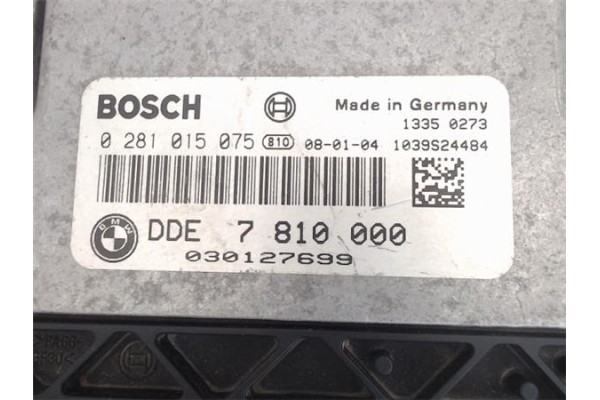 BOSCH Made in Germany
1335 0273
0 281 015 075 810 08-01-04 1039S24484
BMW DDE 7 810 000
030127699